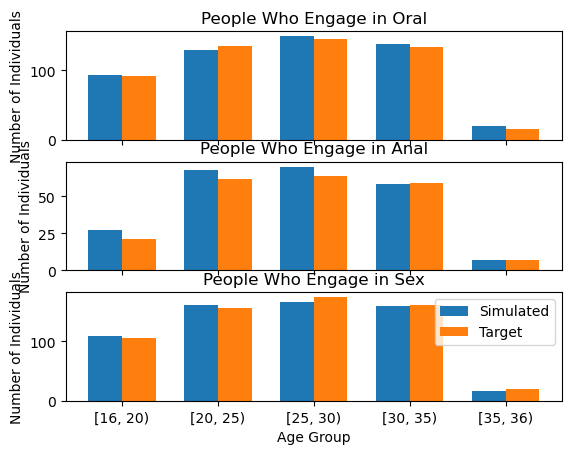 People Who Engage in Oral
Number of Individuals
100
0
People Who Engage in Anal
Number of Individuals
50
25
0
People Who Engage in Sex
Number of Individuals
100
0
Simulated
Target
[16, 20)
[20, 25)
[25, 30)
[30, 35)
[35, 36)
Age Group